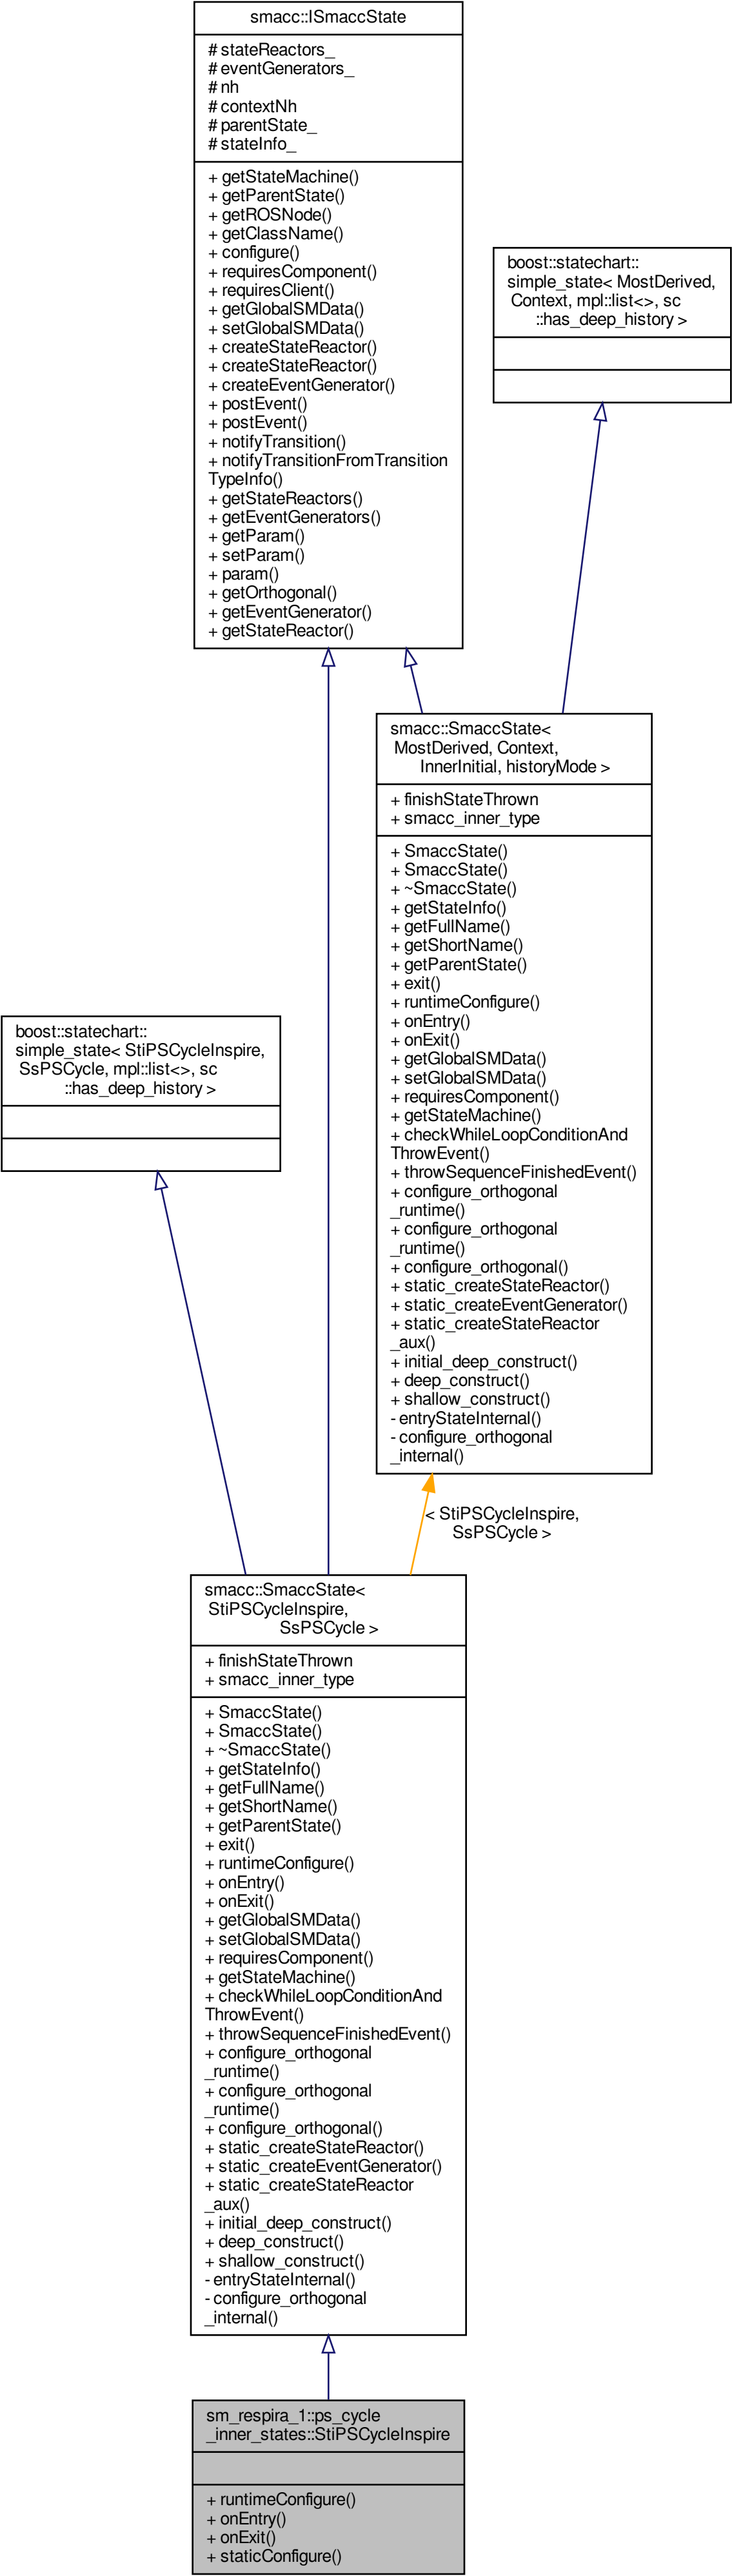 smacc::ISmaccState
# stateReactors_
# eventGenerators_
# nh
# contextNh
# parentState_
# stateInfo_
+ getStateMachine()
+ getParentState()
+ getROSNode()
+ getClassName()
+ configure()
+ requiresComponent()
+ requiresClient()
+ getGlobalSMData()
+ setGlobalSMData()
+ createStateReactor()
+ createStateReactor()
+ createEventGenerator()
+ postEvent()
+ postEvent()
+ notifyTransition()
+ notifyTransitionFromTransition
TypeInfo()
+ getStateReactors()
+ getEventGenerators()
+ getParam()
+ setParam()
+ param()
+ getOrthogonal()
+ getEventGenerator()
+ getStateReactor()
boost::statechart::
simple_state< MostDerived,
Context, mpl::list<>, sc
::has_deep_history >
smacc::SmaccState<
MostDerived, Context,
InnerInitial, historyMode >
+ finishStateThrown
+ smacc_inner_type
+ SmaccState()
+ SmaccState()
+ ~SmaccState()
+ getStateInfo()
+ getFullName()
+ getShortName()
+ getParentState()
+ exit()
+ runtimeConfigure()
+ onEntry()
+ onExit()
+ getGlobalSMData()
+ setGlobalSMData()
+ requiresComponent()
+ getStateMachine()
+ checkWhileLoopConditionAnd
ThrowEvent()
+ throwSequenceFinishedEvent()
+ configure_orthogonal
_runtime()
+ configure_orthogonal
_runtime()
+ configure_orthogonal()
+ static_createStateReactor()
+ static_createEventGenerator()
+ static_createStateReactor
_aux()
+ initial_deep_construct()
+ deep_construct()
+ shallow_construct()
- entryStateInternal()
- configure_orthogonal
_internal()
boost::statechart::
simple_state< StiPSCycleInspire,
SsPSCycle, mpl::list<>, sc
::has_deep_history >
< StiPSCycleInspire,
SsPSCycle >
smacc::SmaccState<
StiPSCycleInspire,
SsPSCycle >
+ finishStateThrown
+ smacc_inner_type
+ SmaccState()
+ SmaccState()
+ ~SmaccState()
+ getStateInfo()
+ getFullName()
+ getShortName()
+ getParentState()
+ exit()
+ runtimeConfigure()
+ onEntry()
+ onExit()
+ getGlobalSMData()
+ setGlobalSMData()
+ requiresComponent()
+ getStateMachine()
+ checkWhileLoopConditionAnd
ThrowEvent()
+ throwSequenceFinishedEvent()
+ configure_orthogonal
_runtime()
+ configure_orthogonal
_runtime()
+ configure_orthogonal()
+ static_createStateReactor()
+ static_createEventGenerator()
+ static_createStateReactor
_aux()
+ initial_deep_construct()
+ deep_construct()
+ shallow_construct()
- entryStateInternal()
- configure_orthogonal
_internal()
sm_respira_1::ps_cycle
_inner_states::StiPSCycleInspire
+ runtimeConfigure()
+ onEntry()
+ onExit()
+ staticConfigure()